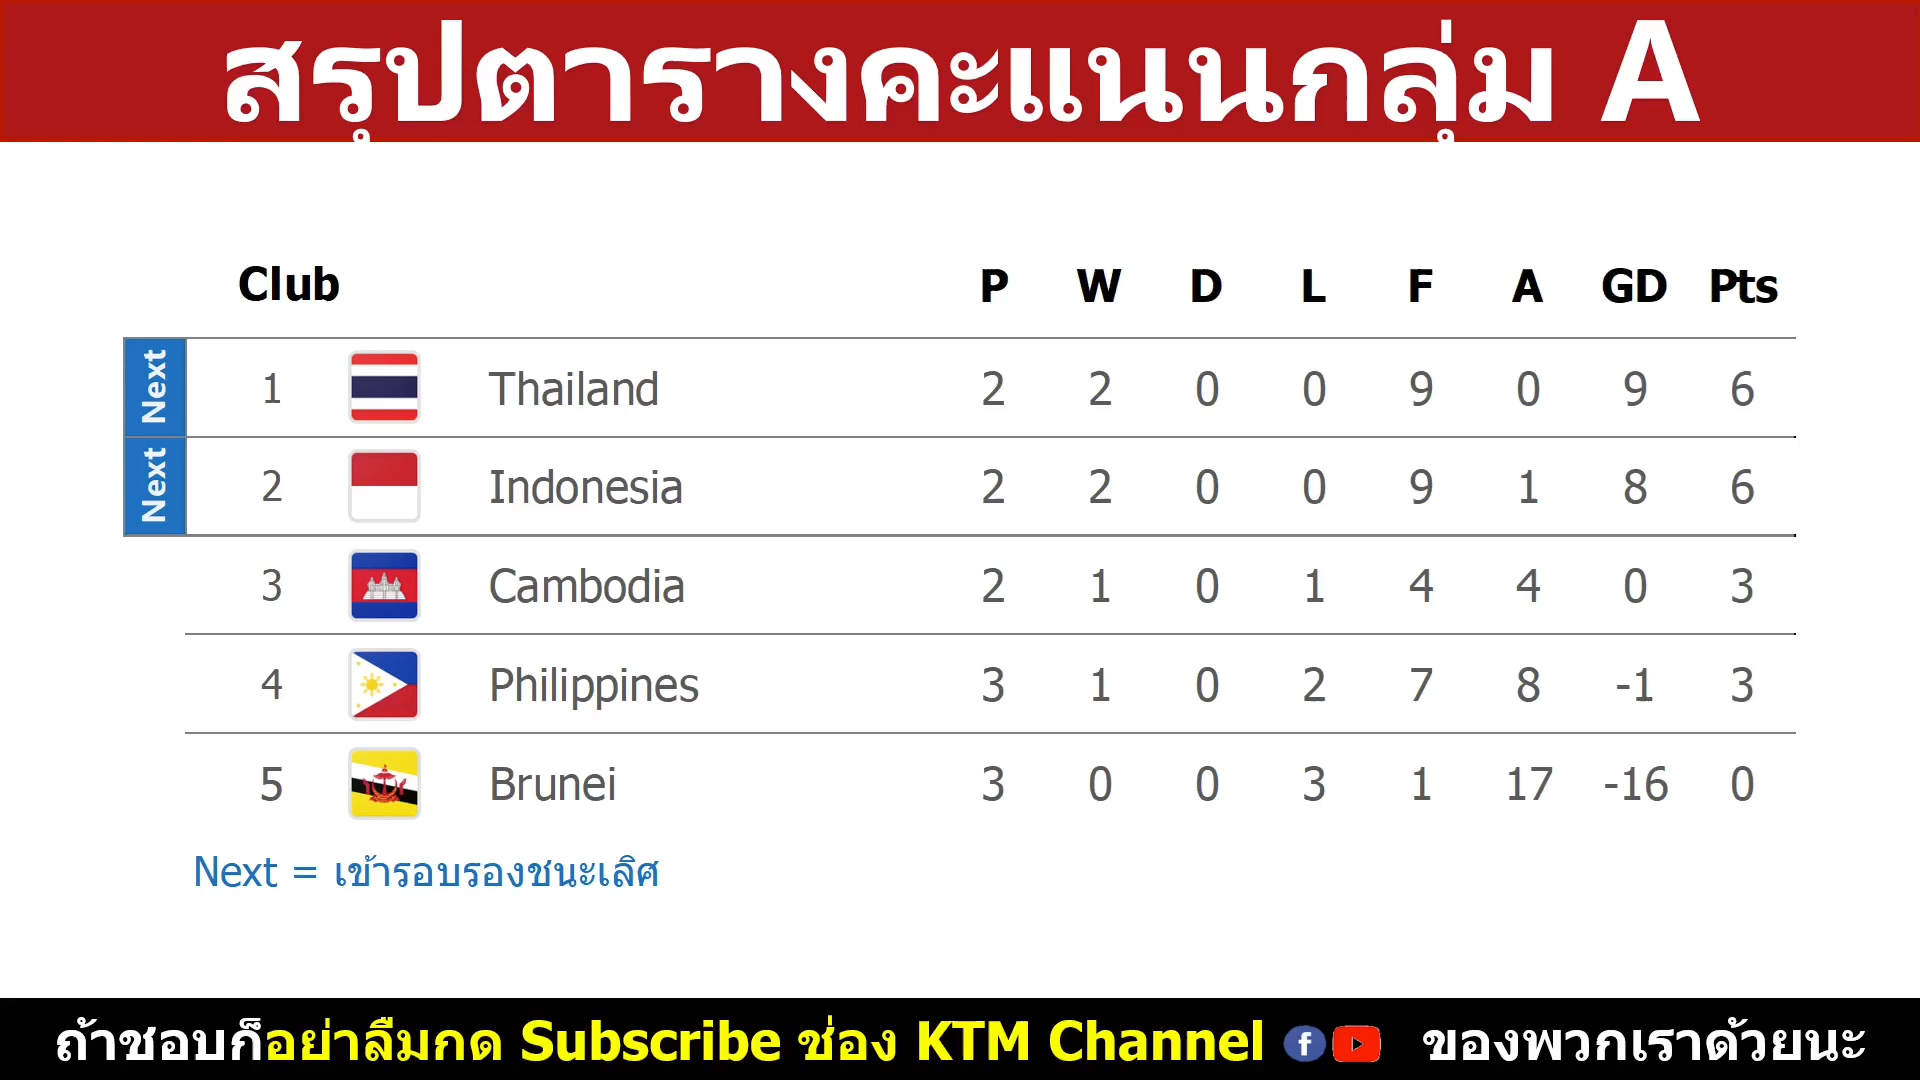 สรุปตารางคะแนนกลุ่ม A
Club P W D L F A GD Pts
Next 1 Thailand 2 2 0 0 9 0 9 6
Next 2 Indonesia 2 2 0 0 9 1 8 6
3 Cambodia 2 1 0 1 4 4 0 3
4 Philippines 3 1 0 2 7 8 -1 3
5 Brunei 3 0 0 3 1 17 -16 0
Next = เข้ารอบรองชนะเลิศ
ถ้าชอบก็อย่าลืมกด Subscribe ช่อง KTM Channel f ของพวกเราด้วยนะ